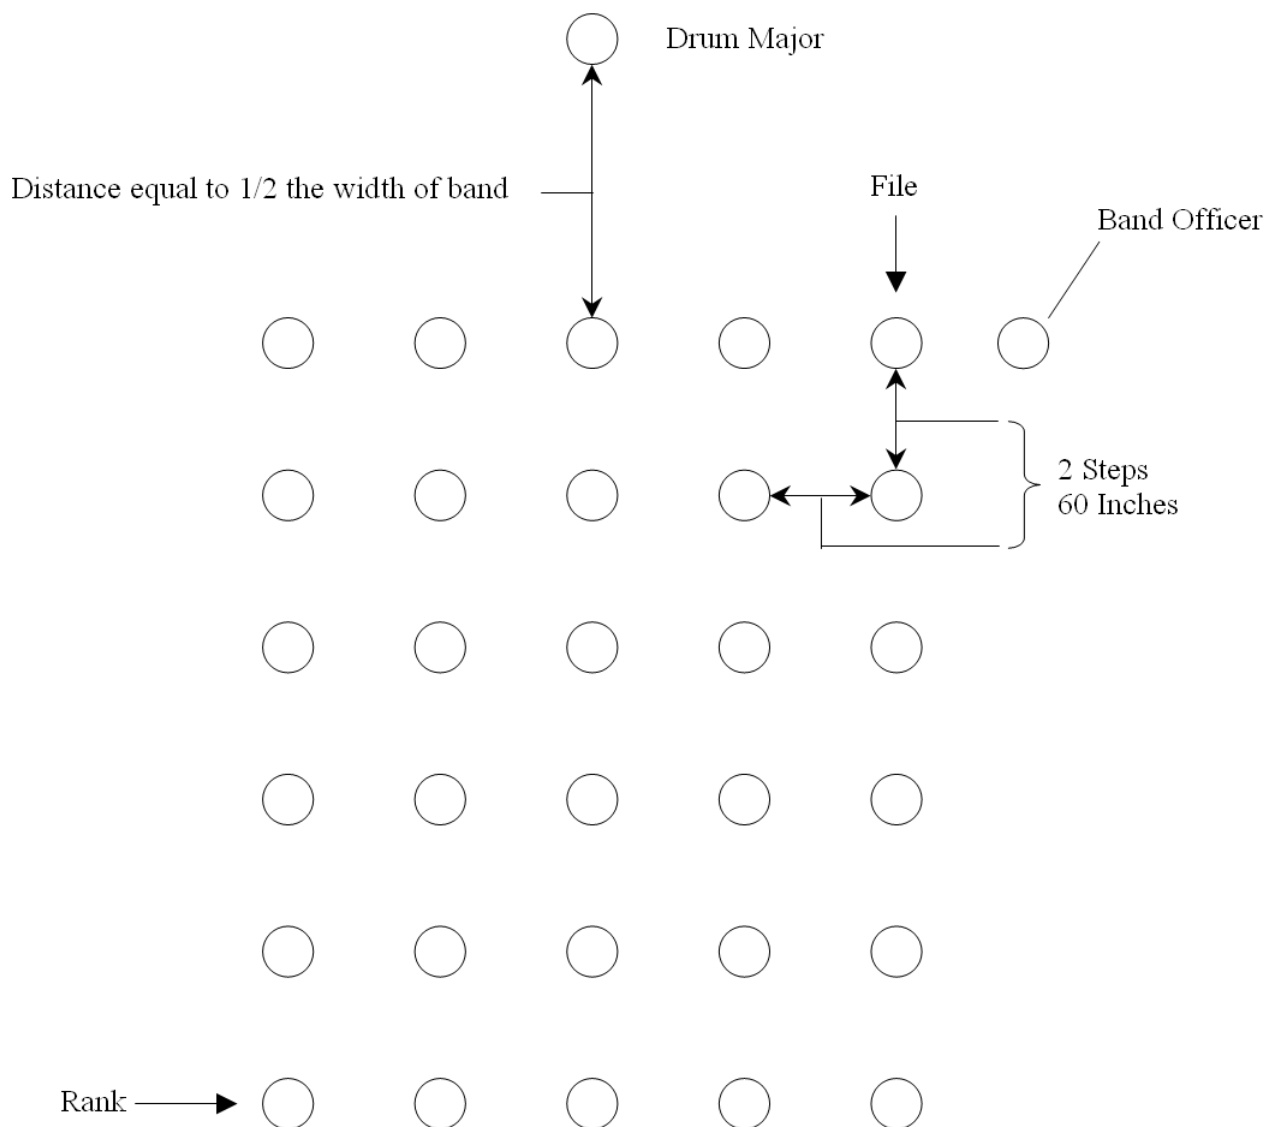 Drum Major
Distance equal to 1/2 the width of band
File
Band Officer
2 Steps
60 Inches
Rank